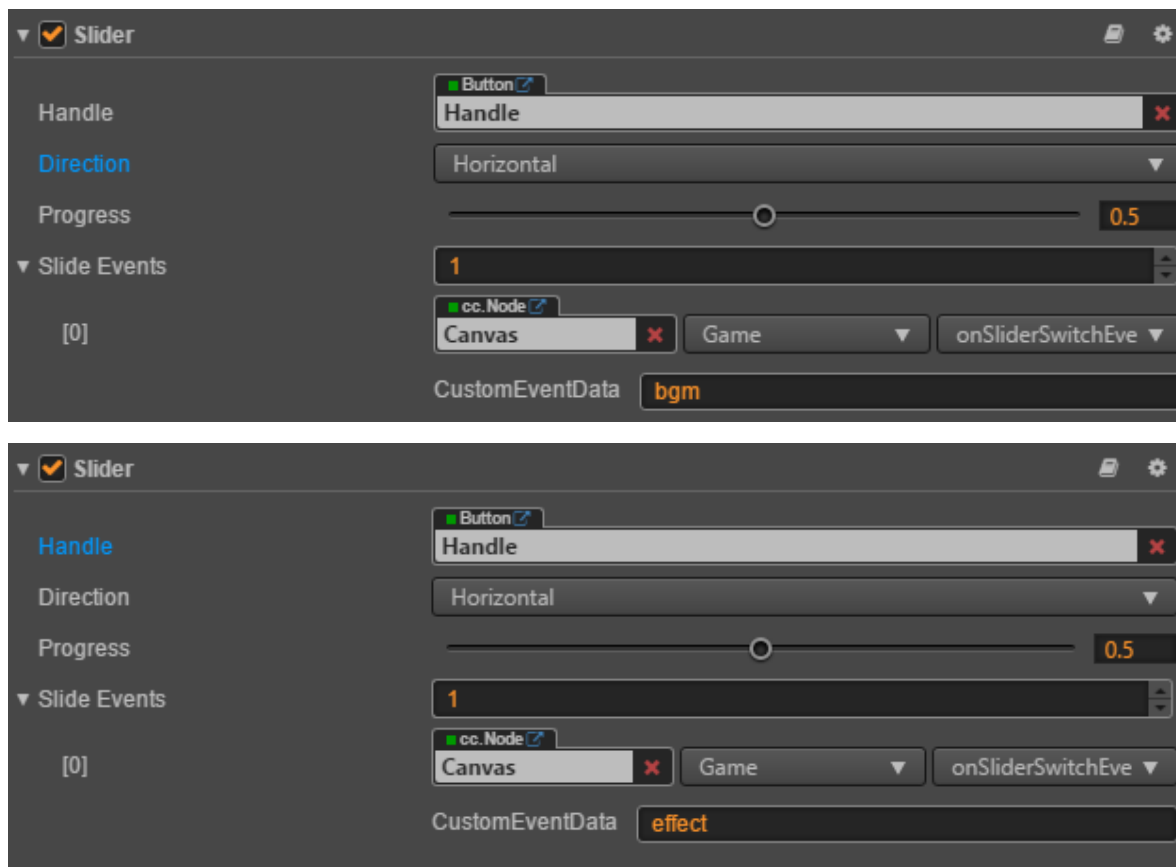 Slider
Button
Handle Handle
Direction Horizontal
Progress 0.5
Slide Events 1
cc.Node
[0] Canvas Game onSliderSwitchEve
CustomEventData bgm
Slider
Button
Handle Handle
Direction Horizontal
Progress 0.5
Slide Events 1
cc.Node
[0] Canvas Game onSliderSwitchEve
CustomEventData effect